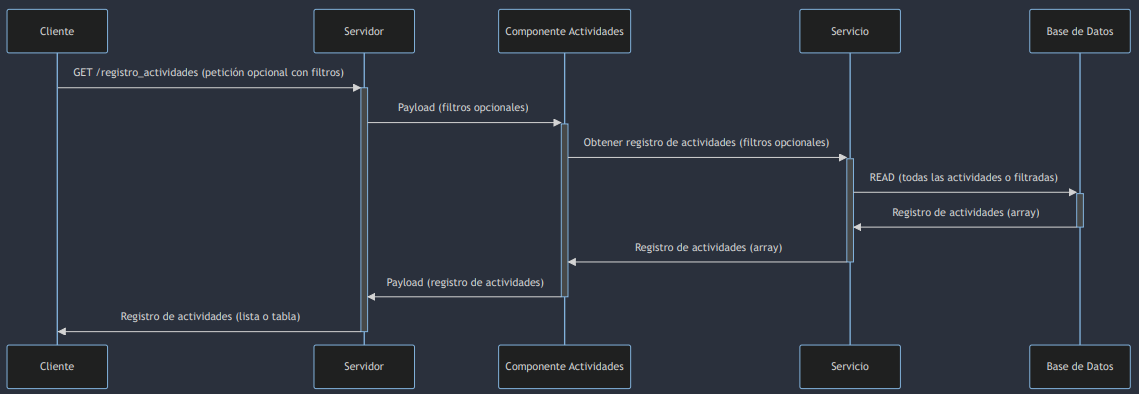 Cliente
Servidor
Componente Actividades
Servicio
Base de Datos
GET /registro_actividades (petición opcional con filtros)
Payload (filtros opcionales)
Obtener registro de actividades (filtros opcionales)
READ (todas las actividades o filtradas)
Registro de actividades (array)
Registro de actividades (array)
Payload (registro de actividades)
Registro de actividades (lista o tabla)
Cliente
Servidor
Componente Actividades
Servicio
Base de Datos